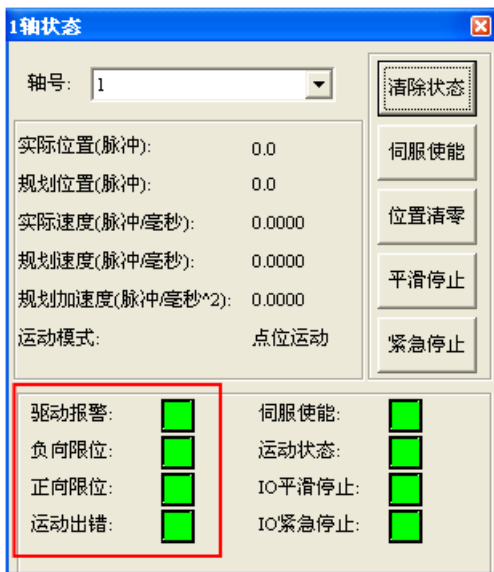 1轴状态
轴号: 1
清除状态
实际位置(脉冲): 0.0
伺服使能
规划位置(脉冲): 0.0
实际速度(脉冲/毫秒): 0.0000
位置清零
规划速度(脉冲/毫秒): 0.0000
平滑停止
规划加速度(脉冲/毫秒^2): 0.0000
运动模式: 点位运动
紧急停止
驱动报警: 伺服使能:
负向限位: 运动状态:
正向限位: IO平滑停止:
运动出错: IO紧急停止: